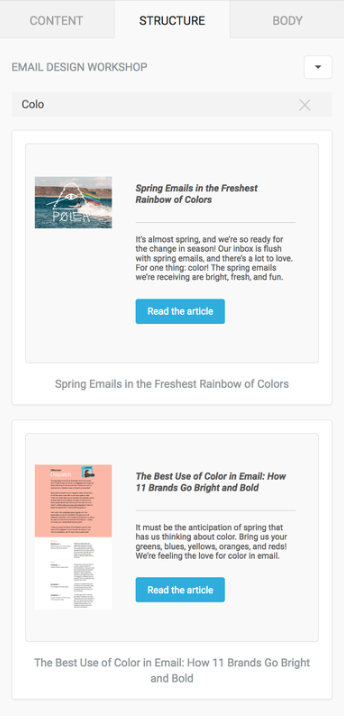 CONTENT STRUCTURE BODY
EMAIL DESIGN WORKSHOP
Colo
POLER
Spring Emails in the Freshest
Rainbow of Colors
It's almost spring, and we're so ready for
the change in season! Our inbox is flush
with spring emails, and there's a lot to love.
For one thing: color! The spring emails
we're receiving are bright, fresh, and fun.
Read the article
Spring Emails in the Freshest Rainbow of Colors
The Best Use of Color in Email: How
11 Brands Go Bright and Bold
It must be the anticipation of spring that
has us thinking about color. Bring us your
greens, blues, yellows, oranges, and reds!
We're feeling the love for color in email.
Read the article
The Best Use of Color in Email: How 11 Brands Go Bright
and Bold